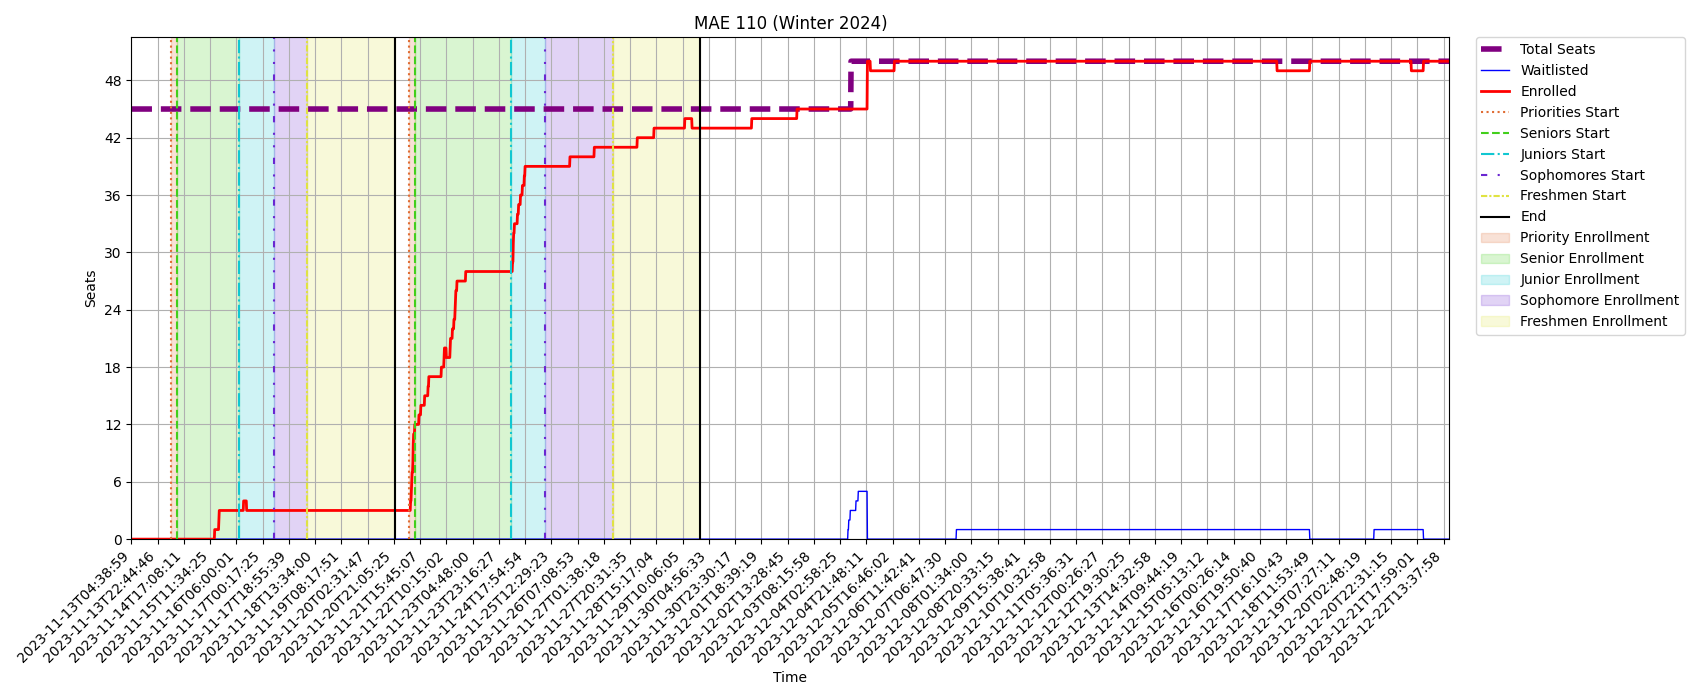 MAE 110 (Winter 2024)
Seats
48
42
36
30
24
18
12
6
0
2023-11-13T04:38:59
2023-11-13T22:44:46
2023-11-14T17:08:11
2023-11-15T11:34:25
2023-11-16T06:00:01
2023-11-17T00:17:25
2023-11-17T18:55:39
2023-11-18T13:34:00
2023-11-19T08:17:51
2023-11-20T02:31:47
2023-11-20T21:05:25
2023-11-21T15:45:07
2023-11-22T10:15:02
2023-11-23T04:48:00
2023-11-23T23:16:27
2023-11-24T17:54:54
2023-11-25T12:29:23
2023-11-26T07:08:53
2023-11-27T01:38:18
2023-11-27T20:31:35
2023-11-28T15:17:04
2023-11-29T10:06:05
2023-11-30T04:56:33
2023-11-30T23:30:17
2023-12-01T18:39:19
2023-12-02T13:28:45
2023-12-03T08:15:58
2023-12-04T02:58:25
2023-12-04T21:48:11
2023-12-05T16:46:02
2023-12-06T11:42:41
2023-12-07T06:47:30
2023-12-08T01:34:00
2023-12-08T20:33:15
2023-12-09T15:38:41
2023-12-10T10:32:58
2023-12-11T05:36:31
2023-12-12T00:26:27
2023-12-12T19:30:25
2023-12-13T14:32:58
2023-12-14T09:44:19
2023-12-15T05:13:12
2023-12-16T00:26:14
2023-12-16T19:50:40
2023-12-17T16:10:43
2023-12-18T11:53:49
2023-12-19T07:27:11
2023-12-20T02:48:19
2023-12-20T22:31:15
2023-12-21T17:59:01
2023-12-22T13:37:58
Time
Total Seats
Waitlisted
Enrolled
Priorities Start
Seniors Start
Juniors Start
Sophomores Start
Freshmen Start
End
Priority Enrollment
Senior Enrollment
Junior Enrollment
Sophomore Enrollment
Freshmen Enrollment